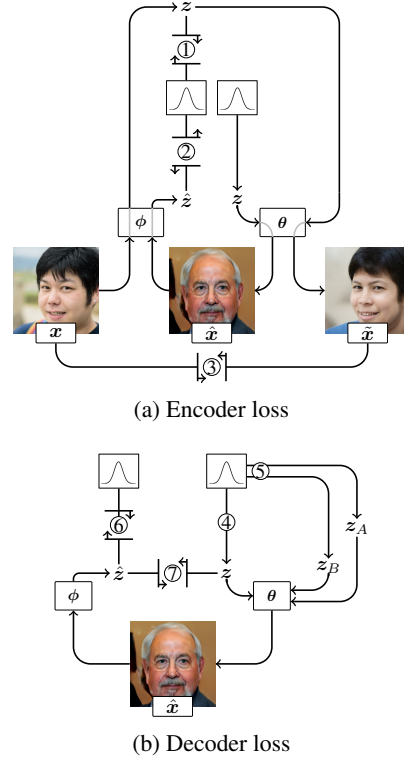 z
①
②
ẑ
z
ϕ
θ
x
x̂
x̃
③
(a) Encoder loss
⑤
⑥
④
z_A
ẑ
⑦
z
z_B
ϕ
θ
x̂
(b) Decoder loss